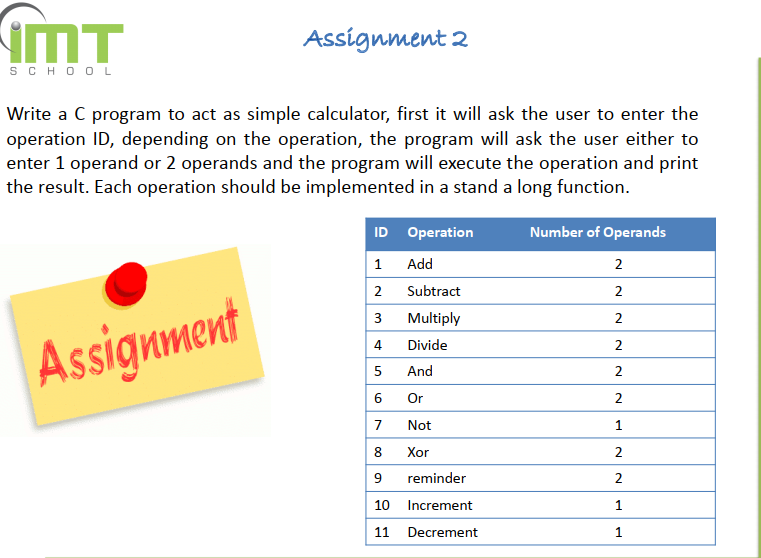 iMT
SCHOOL
Assignment 2
Write a C program to act as simple calculator, first it will ask the user to enter the
operation ID, depending on the operation, the program will ask the user either to
enter 1 operand or 2 operands and the program will execute the operation and print
the result. Each operation should be implemented in a stand a long function.
Assignment
ID Operation Number of Operands
1 Add 2
2 Subtract 2
3 Multiply 2
4 Divide 2
5 And 2
6 Or 2
7 Not 1
8 Xor 2
9 reminder 2
10 Increment 1
11 Decrement 1